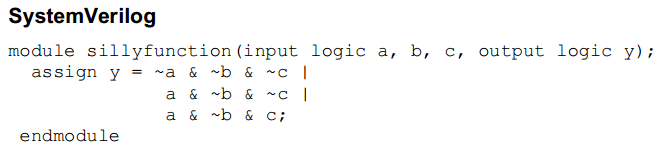 SystemVerilog
module sillyfunction(input logic a, b, c, output logic y);
assign y = ~a & ~b & ~c |
a & ~b & ~c |
a & ~b & c;
endmodule